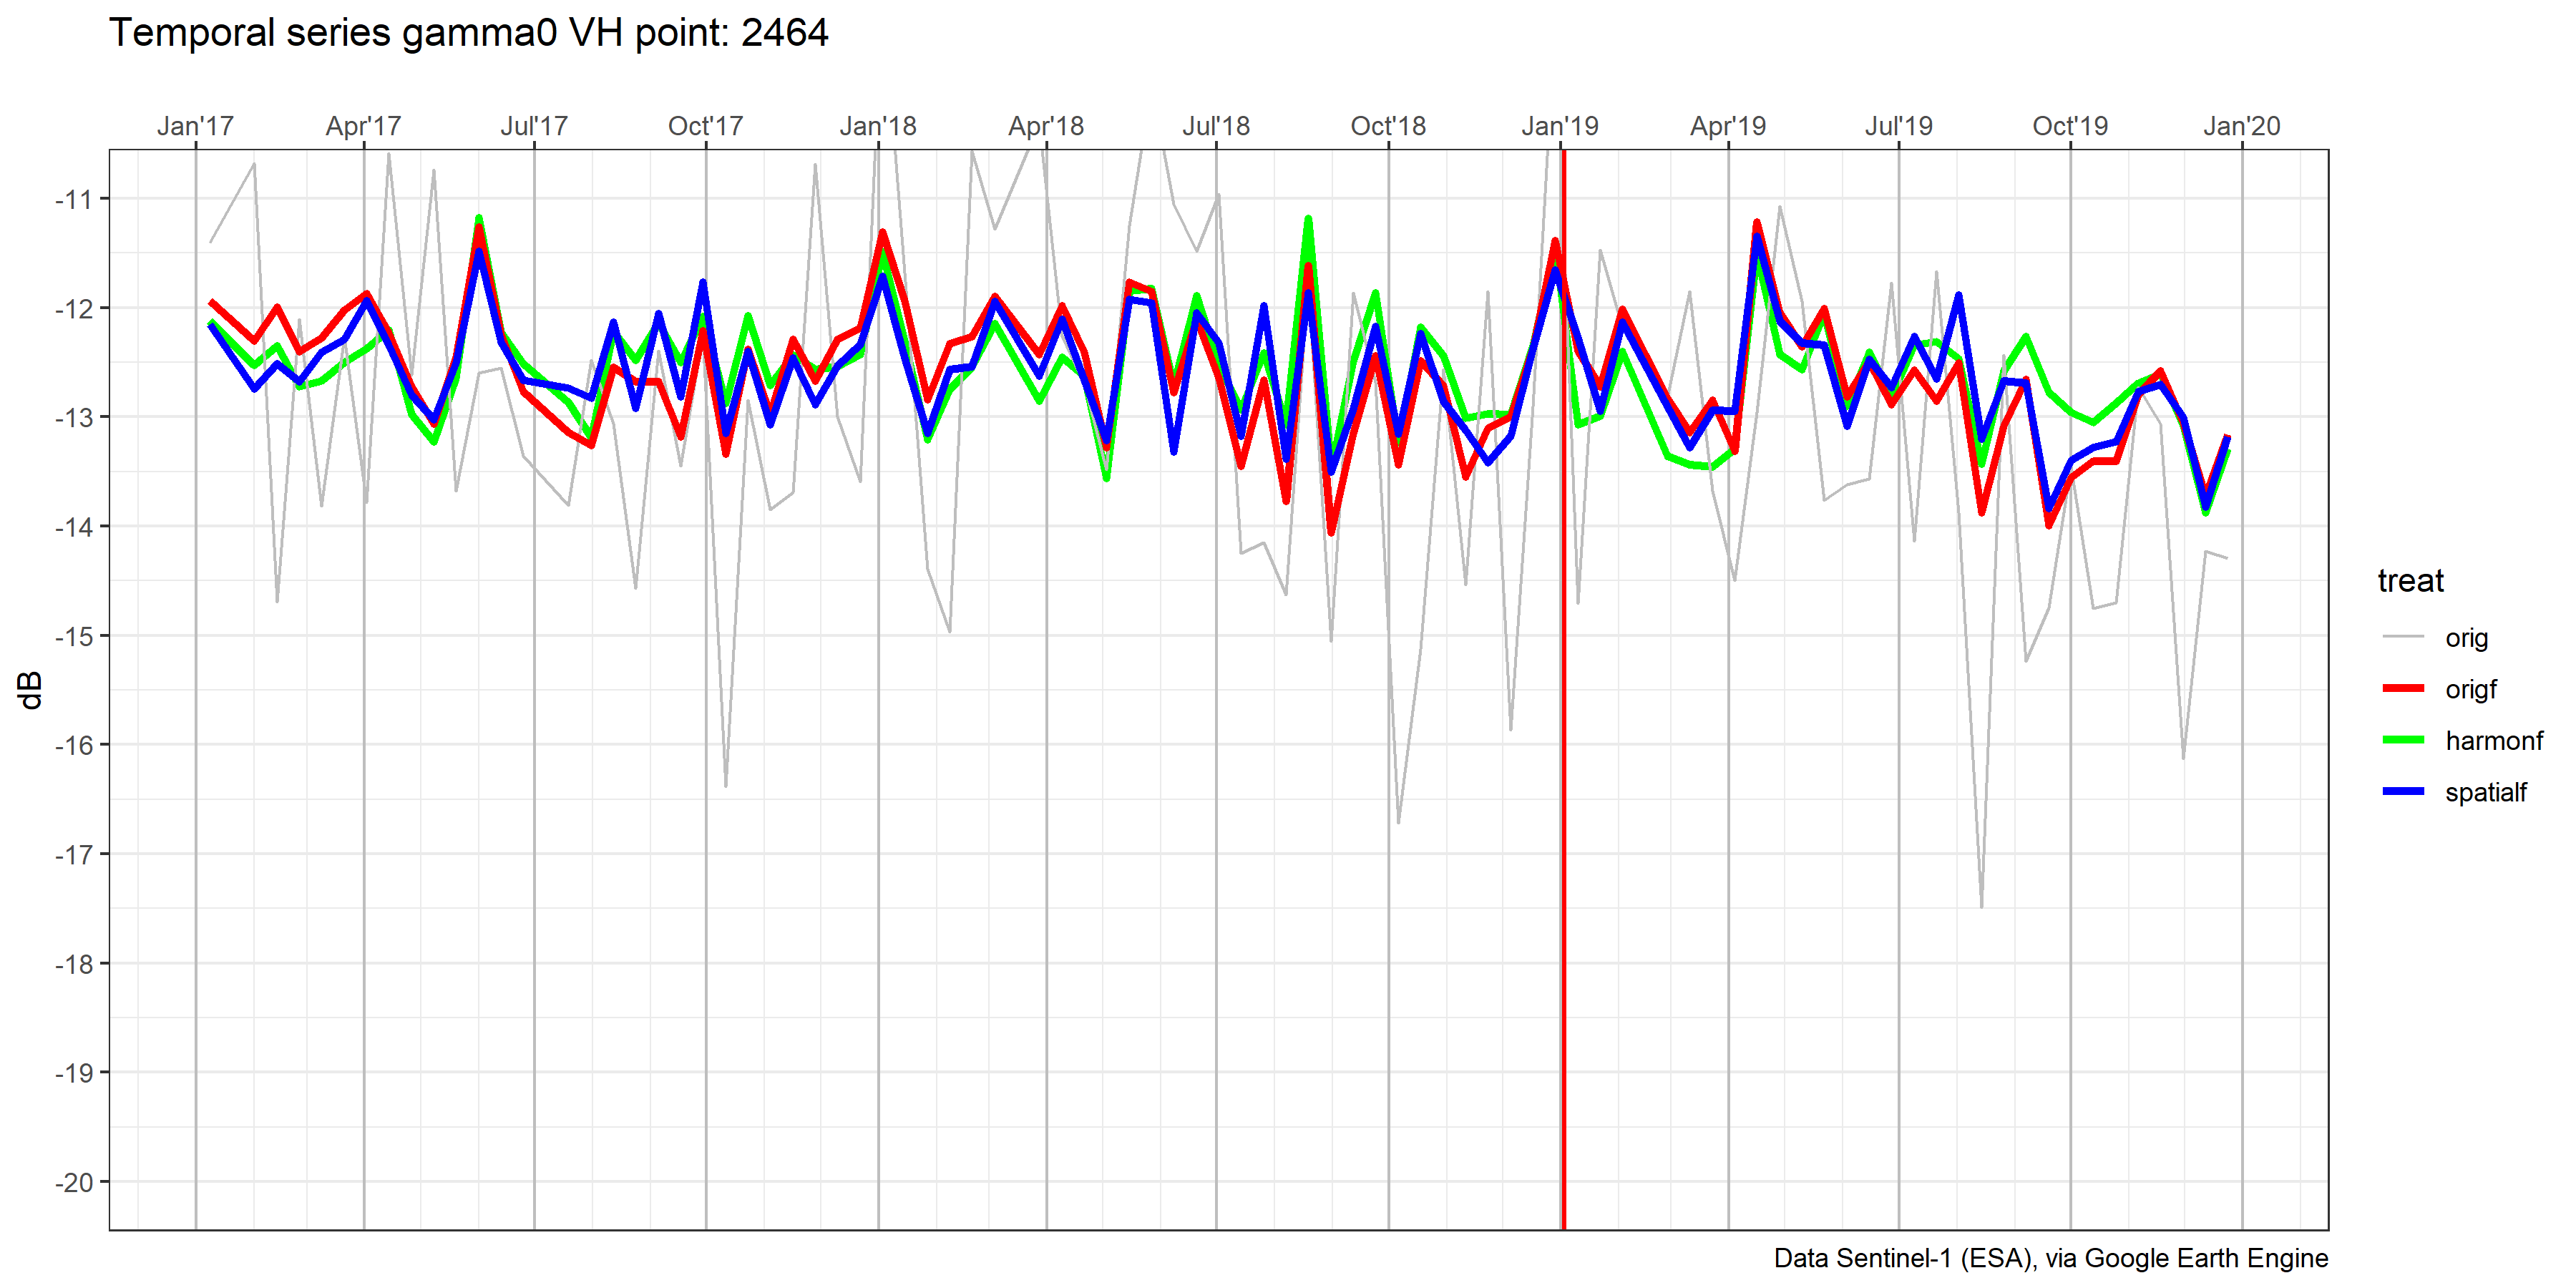 Temporal series gamma0 VH point: 2464
Jan'17 Apr'17 Jul'17 Oct'17 Jan'18 Apr'18 Jul'18 Oct'18 Jan'19 Apr'19 Jul'19 Oct'19 Jan'20
-11
-12
-13
-14
-15
-16
-17
-18
-19
-20
dB
treat
orig
origf
harmonf
spatialf
Data Sentinel-1 (ESA), via Google Earth Engine